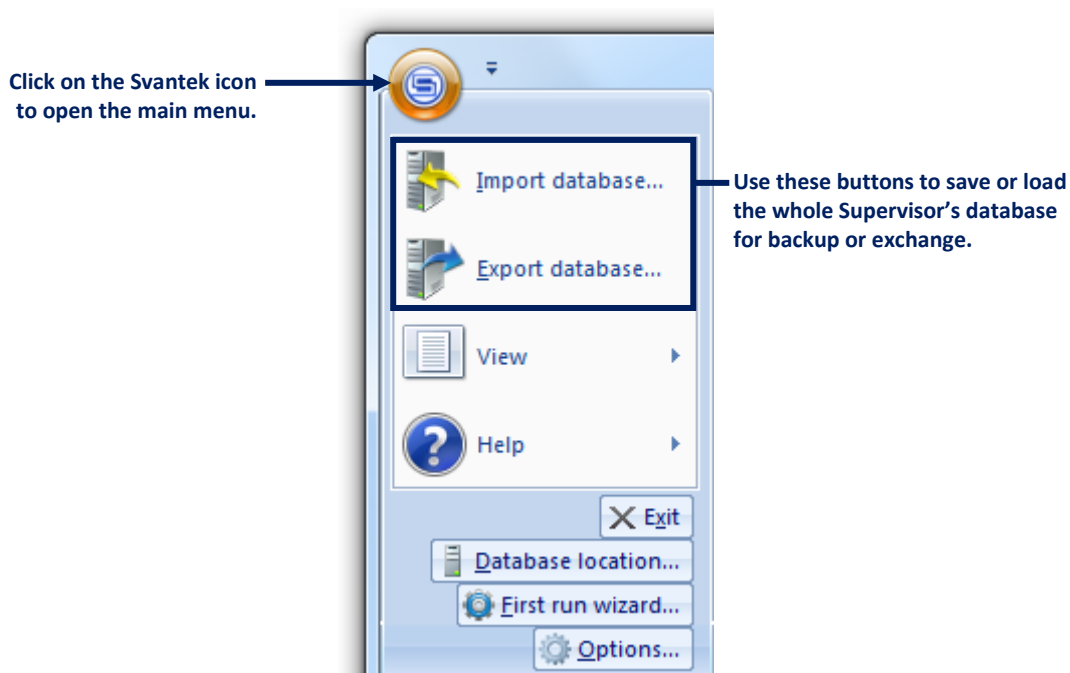 Click on the Svantek icon
to open the main menu.
Import database...
Use these buttons to save or load
the whole Supervisor’s database
for backup or exchange.
Export database...
View
Help
Exit
Database location...
First run wizard...
Options...